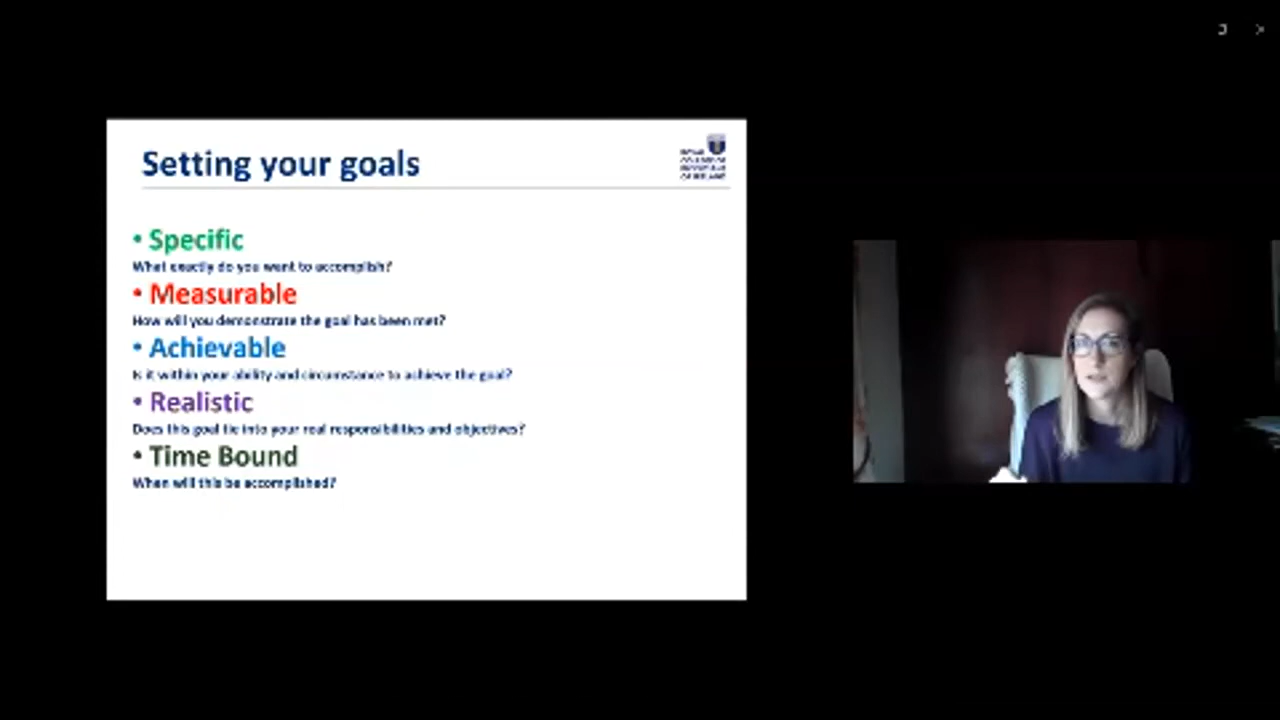 Setting your goals
• Specific
What exactly do you want to accomplish?
• Measurable
How will you demonstrate the goal has been met?
• Achievable
Is it within your ability and circumstance to achieve the goal?
• Realistic
Does this goal tie into your real responsibilities and objectives?
• Time Bound
When will this be accomplished?